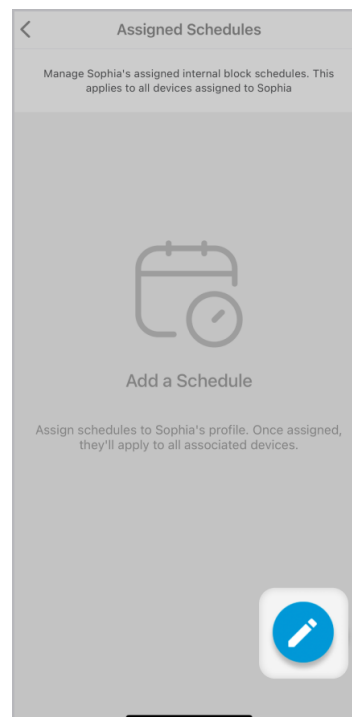 Assigned Schedules
Manage Sophia's assigned internal block schedules. This
applies to all devices assigned to Sophia
Add a Schedule
Assign schedules to Sophia's profile. Once assigned,
they'll apply to all associated devices.